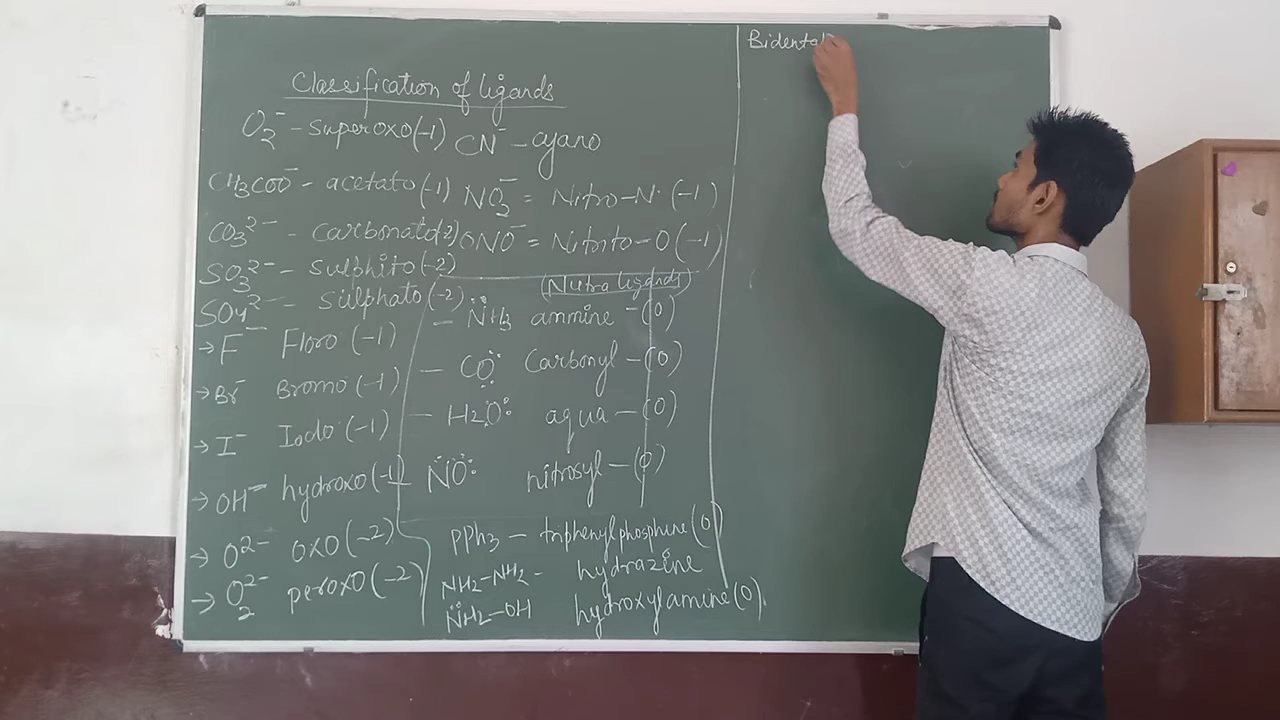 Classification of ligands
O₂⁻ - superoxo (-1)
CH3COO⁻ - acetato (-1)
CO₃²⁻ - carbonato (-2)
SO₃²⁻ - sulphito (-2)
SO4²⁻ - sulphato (-2)
→ F⁻ Floro (-1)
→ Br⁻ Bromo (-1)
→ I⁻ Iodo (-1)
→ OH⁻ hydroxo (-1)
→ O²⁻ oxo (-2)
→ O₂²⁻ peroxo (-2)
CN⁻ - cyano
NO₂⁻ = Nitro-N (-1)
ONO⁻ = Nitrito-O (-1)
(Nutra ligands)
- NH3 ammine - (0)
- CO carbonyl - (0)
- H2O aqua - (0)
NO nitrosyl - (0)
PPh3 - triphenylphosphine (0)
NH2-NH2 - hydrazine
NH2-OH hydroxylamine (0).
Bidenta